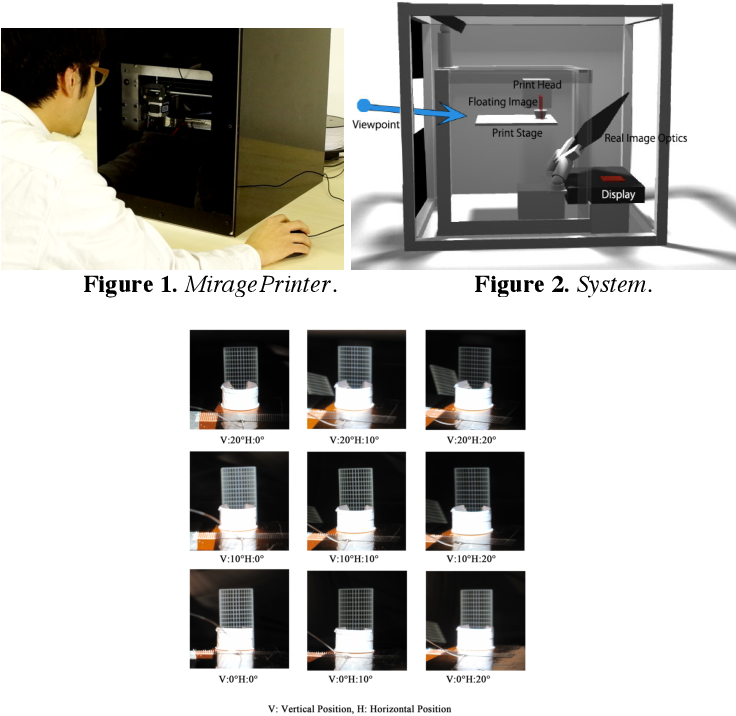 Print Head
Floating Image
Viewpoint
Print Stage
Real Image Optics
Display
Figure 1. MiragePrinter.
Figure 2. System.
V:20°H:0°
V:20°H:10°
V:20°H:20°
V:10°H:0°
V:10°H:10°
V:10°H:20°
V:0°H:0°
V:0°H:10°
V:0°H:20°
V: Vertical Position, H: Horizontal Position